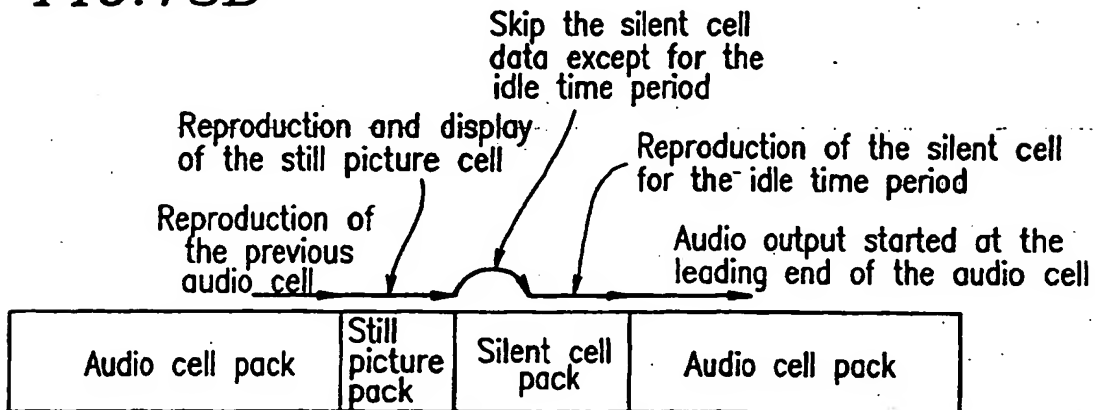 Skip the silent cell
data except for the
idle time period
Reproduction and display
of the still picture cell
Reproduction of the silent cell
for the idle time period
Reproduction of
the previous
audio cell
Audio output started at the
leading end of the audio cell
Audio cell pack
Still
picture
pack
Silent cell
pack
Audio cell pack